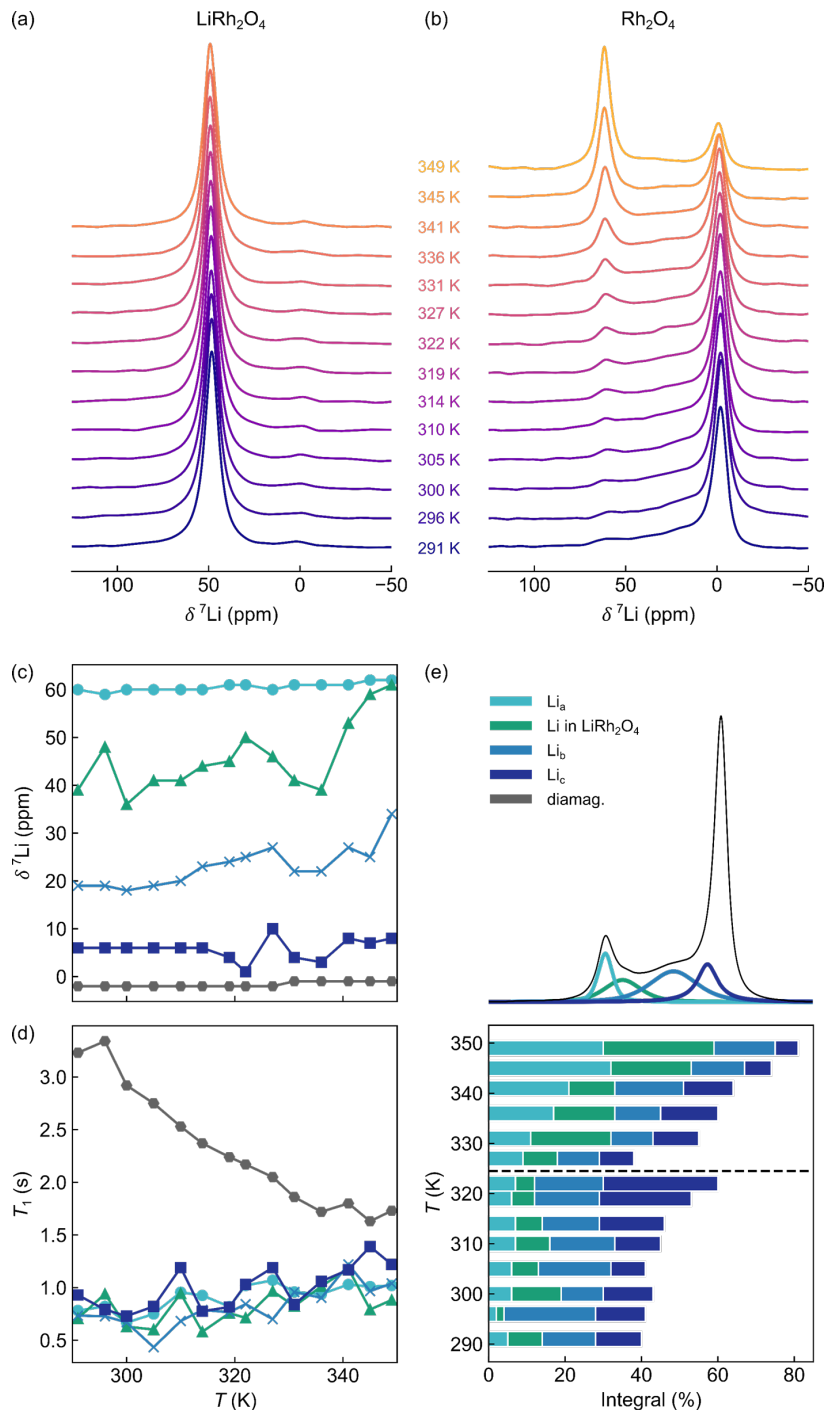 (a)
LiRh₂O₄
(b)
Rh₂O₄
349 K
345 K
341 K
336 K
331 K
327 K
322 K
319 K
314 K
310 K
305 K
300 K
296 K
291 K
100 50 0 −50
δ ⁷Li (ppm)
100 50 0 −50
δ ⁷Li (ppm)
(c)
60
50
40
30
20
10
0
δ ⁷Li (ppm)
(d)
3.0
2.5
2.0
1.5
1.0
0.5
T₁ (s)
300 320 340
T (K)
(e)
Liₐ
Li in LiRh₂O₄
Li_b
Li_c
diamag.
350
340
330
320
310
300
290
T (K)
0 20 40 60 80
Integral (%)